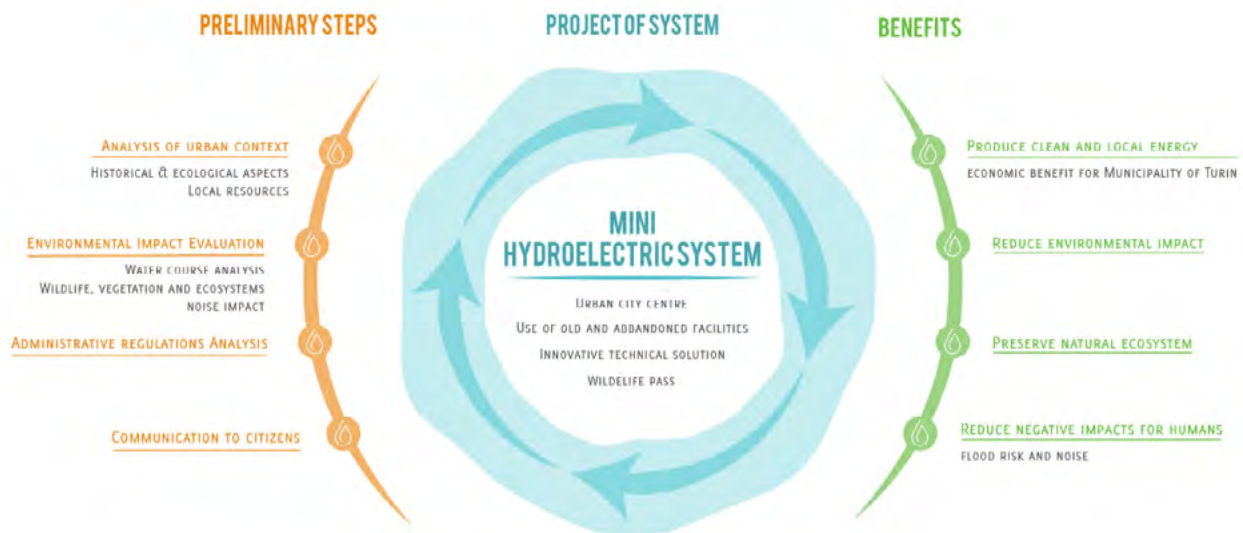 PRELIMINARY STEPS
ANALYSIS OF URBAN CONTEXT
HISTORICAL & ECOLOGICAL ASPECTS
LOCAL RESOURCES
ENVIRONMENTAL IMPACT EVALUATION
WATER COURSE ANALYSIS
WILDLIFE, VEGETATION AND ECOSYSTEMS
NOISE IMPACT
ADMINISTRATIVE REGULATIONS ANALYSIS
COMMUNICATION TO CITIZENS
PROJECT OF SYSTEM
MINI
HYDROELECTRIC SYSTEM
URBAN CITY CENTRE
USE OF OLD AND ABBANDONED FACILITIES
INNOVATIVE TECHNICAL SOLUTION
WILDELIFE PASS
BENEFITS
PRODUCE CLEAN AND LOCAL ENERGY
ECONOMIC BENEFIT FOR MUNICIPALITY OF TURIN
REDUCE ENVIRONMENTAL IMPACT
PRESERVE NATURAL ECOSYSTEM
REDUCE NEGATIVE IMPACTS FOR HUMANS
FLOOD RISK AND NOISE